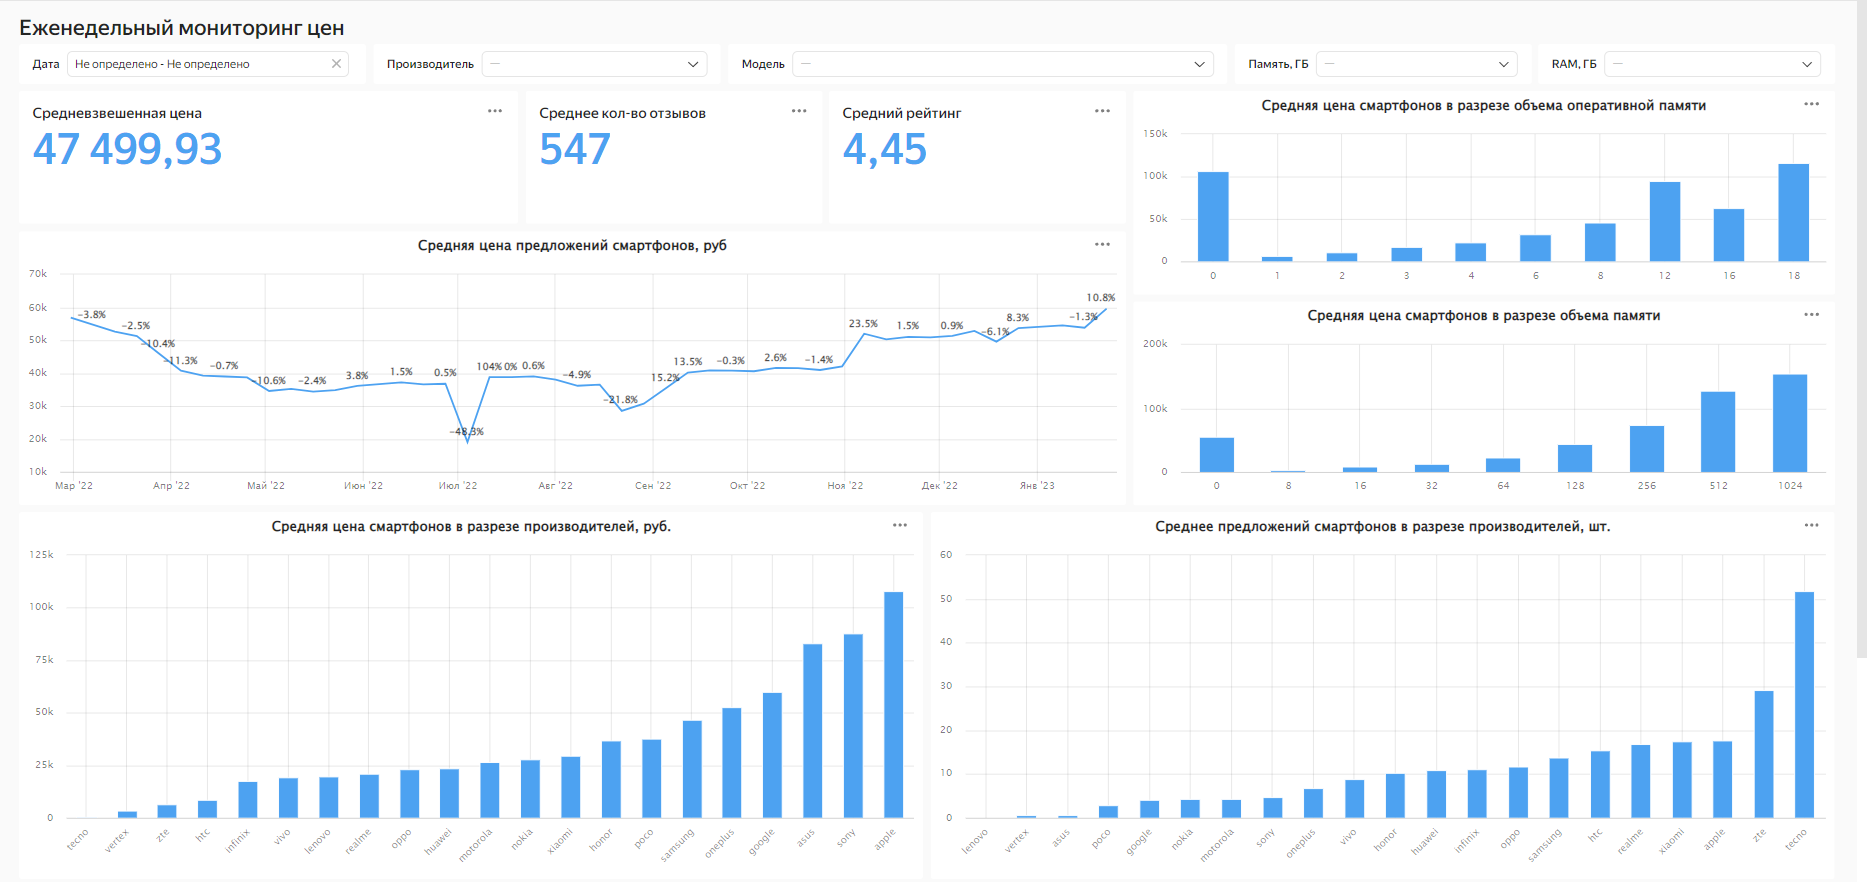 Еженедельный мониторинг цен
Дата Не определено - Не определено
Производитель —
Модель —
Память, ГБ —
RAM, ГБ —
Средневзвешенная цена
47 499,93
Среднее кол-во отзывов
547
Средний рейтинг
4,45
Средняя цена смартфонов в разрезе объема оперативной памяти
150k
100k
50k
0
0 1 2 3 4 6 8 12 16 18
Средняя цена предложений смартфонов, руб
70k
60k
50k
40k
30k
20k
10k
−3.8% −2.5% −10.4% −11.3% −0.7% −10.6% −2.4% 3.8% 1.5% 0.5% −48.3% 104% 0% 0.6% −4.9% −21.8% 15.2% 13.5% −0.3% 2.6% −1.4% 23.5% 1.5% 0.9% −6.1% 8.3% −1.3% 10.8%
Мар '22 Апр '22 Май '22 Июн '22 Июл '22 Авг '22 Сен '22 Окт '22 Ноя '22 Дек '22 Янв '23
Средняя цена смартфонов в разрезе объема памяти
200k
100k
0
0 8 16 32 64 128 256 512 1024
Средняя цена смартфонов в разрезе производителей, руб.
125k
100k
75k
50k
25k
0
tecno vertex zte htc infinix vivo lenovo realme oppo huawei motorola nokia xiaomi honor poco samsung oneplus google asus sony apple
Среднее предложений смартфонов в разрезе производителей, шт.
60
50
40
30
20
10
0
lenovo vertex asus poco google nokia motorola sony oneplus vivo honor huawei infinix oppo samsung htc realme xiaomi apple zte tecno